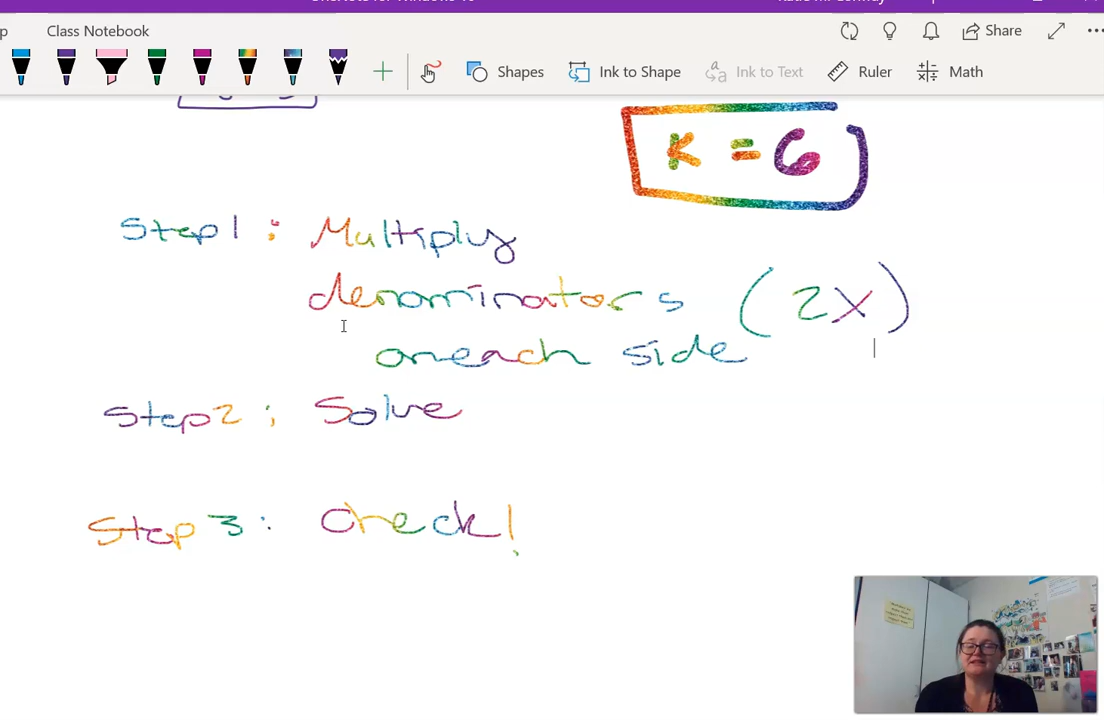 Class Notebook
Share
Shapes
Ink to Shape
Ink to Text
Ruler
Math
K = 6
Step 1 : Multiply
denominators (2x)
on each side
Step 2 : Solve
Step 3 : Check!